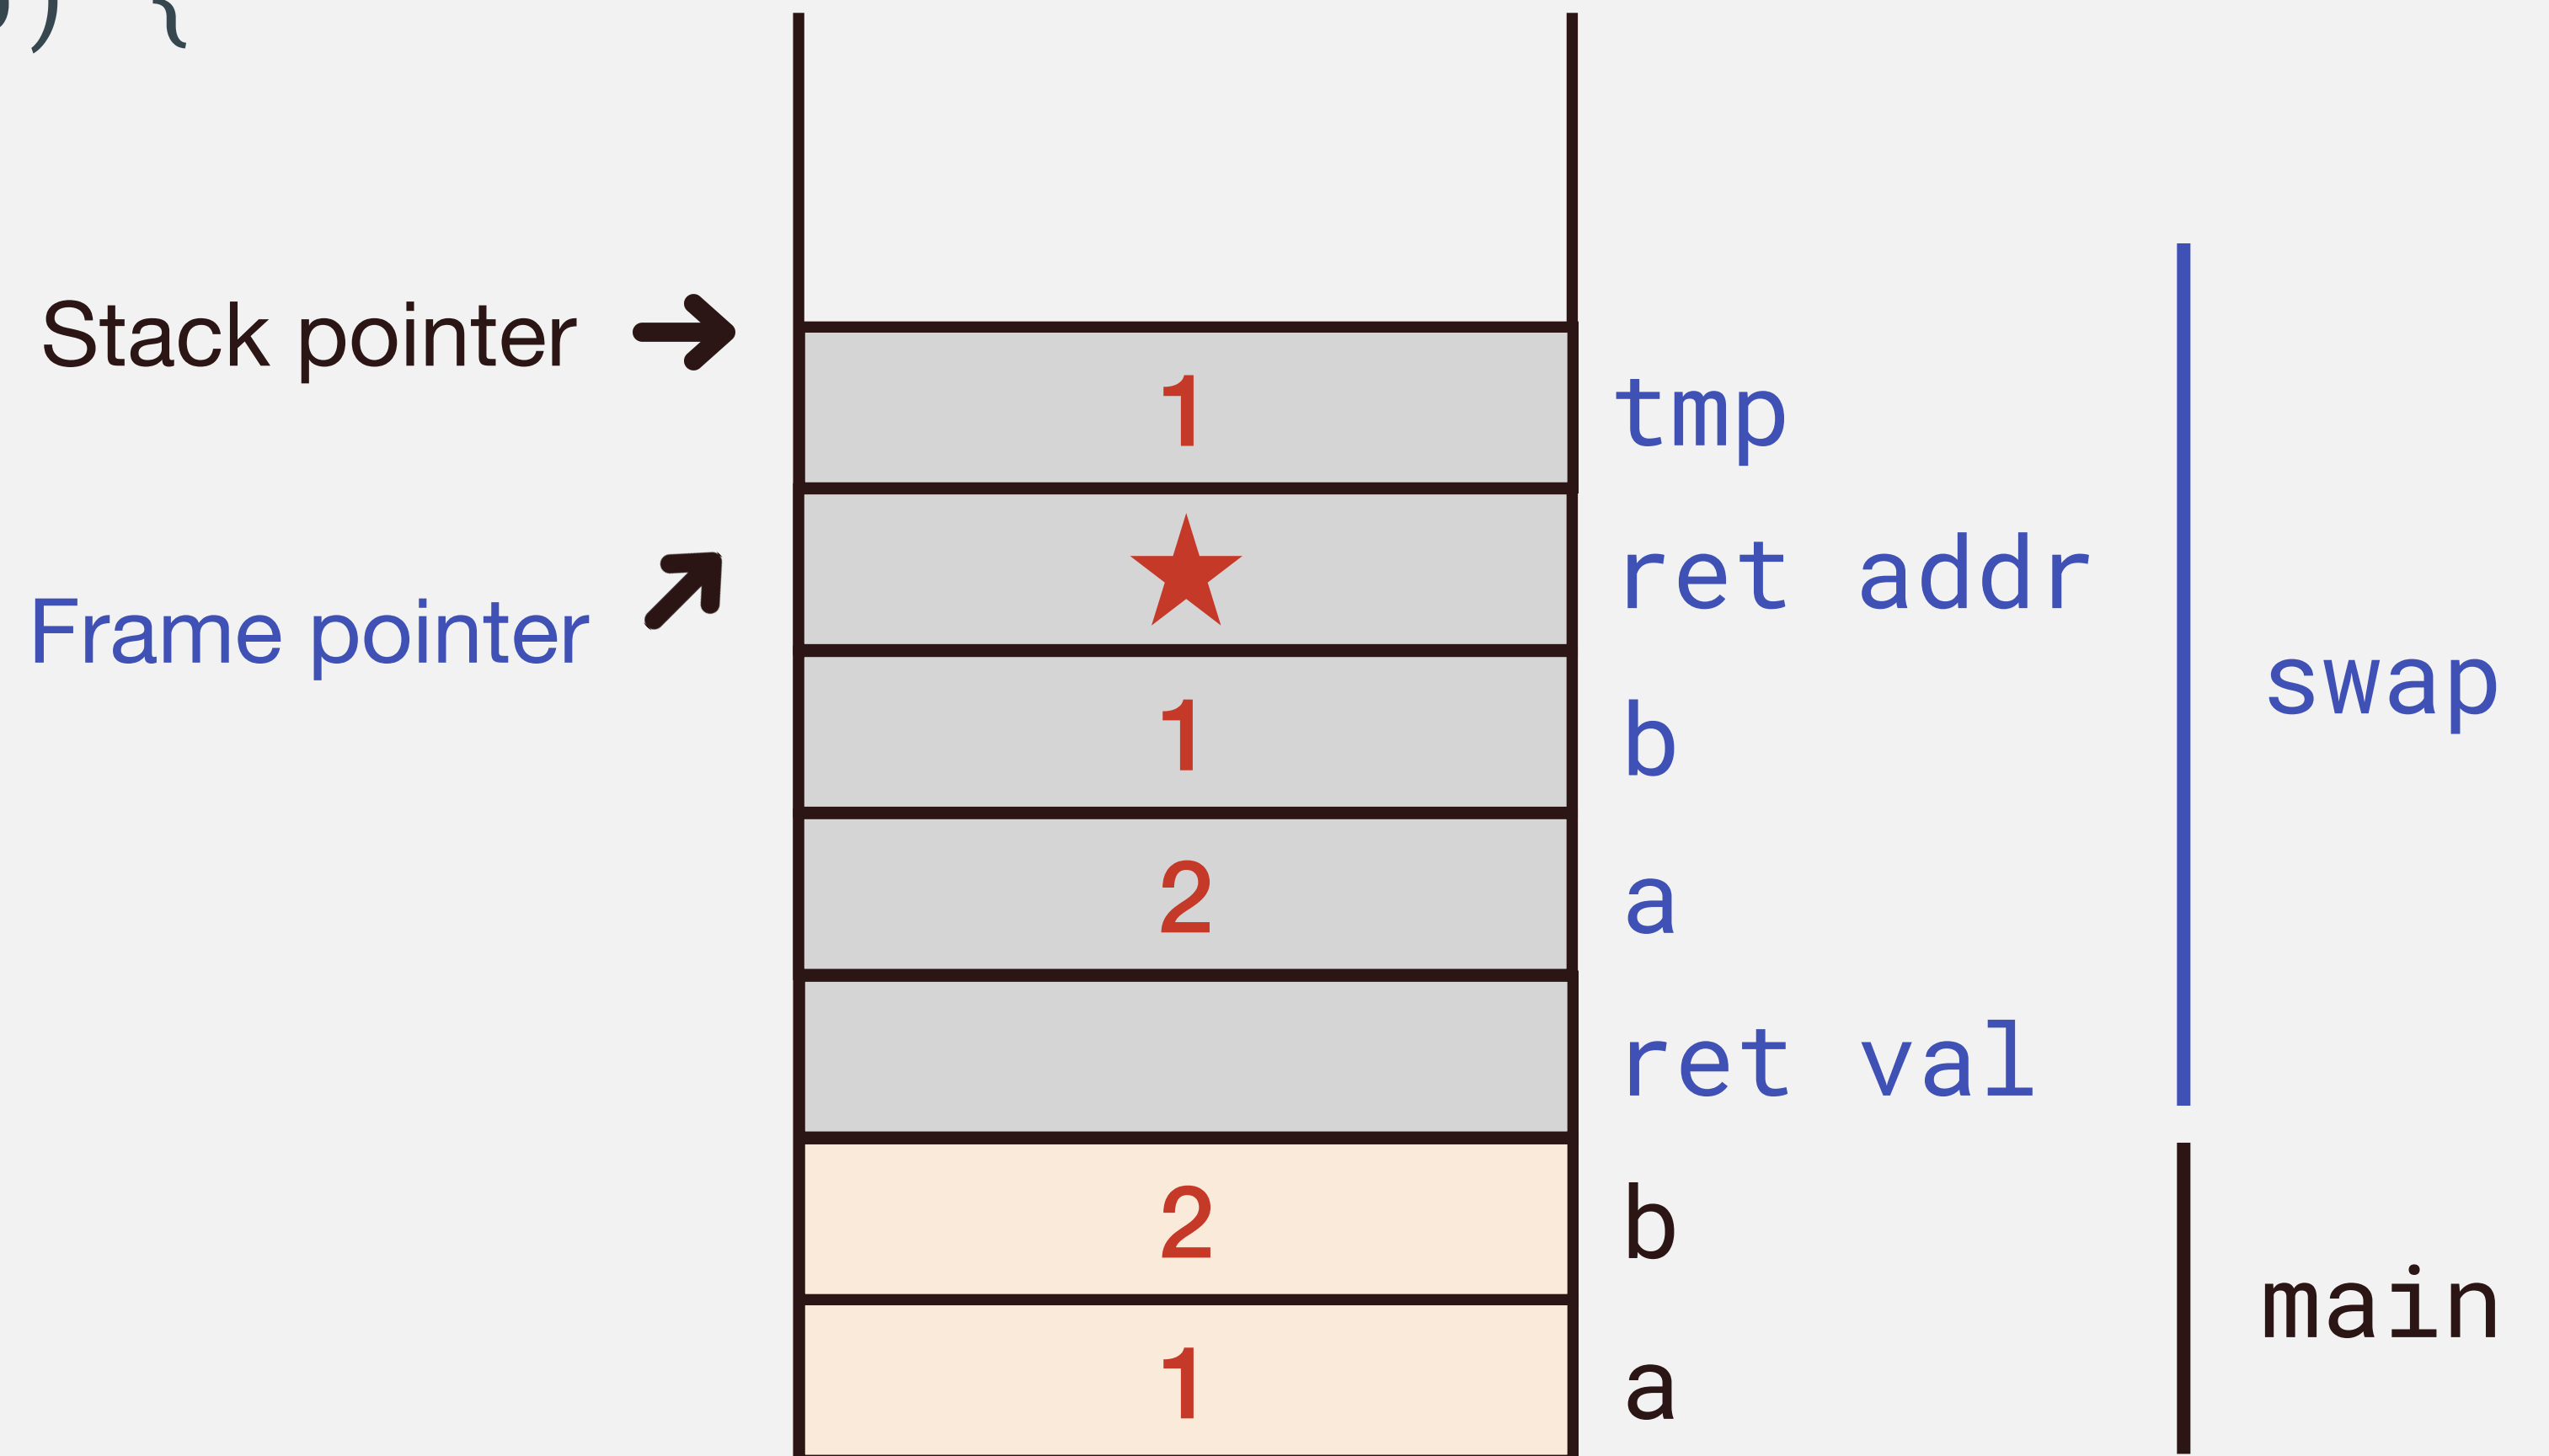 ) {
Stack pointer
1
tmp
ret addr
Frame pointer
swap
1
b
2
a
ret val
2
b
main
1
a